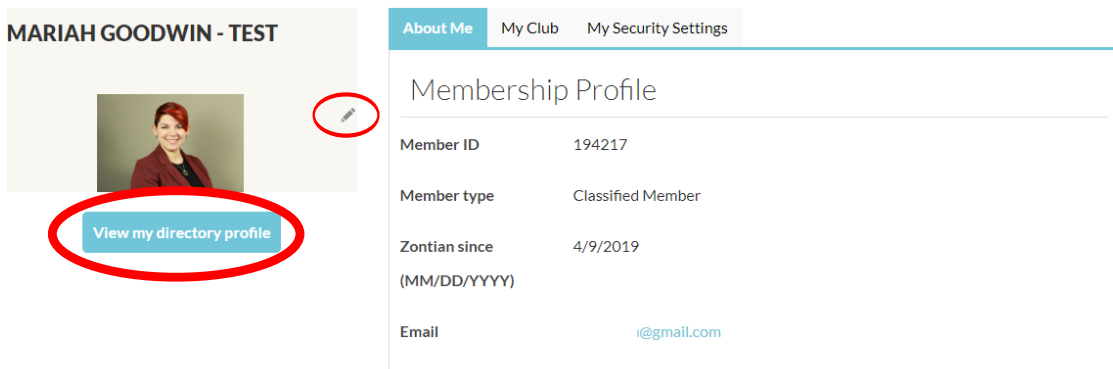 MARIAH GOODWIN - TEST
View my directory profile
About Me My Club My Security Settings
Membership Profile
Member ID 194217
Member type Classified Member
Zontian since 4/9/2019
(MM/DD/YYYY)
Email @gmail.com